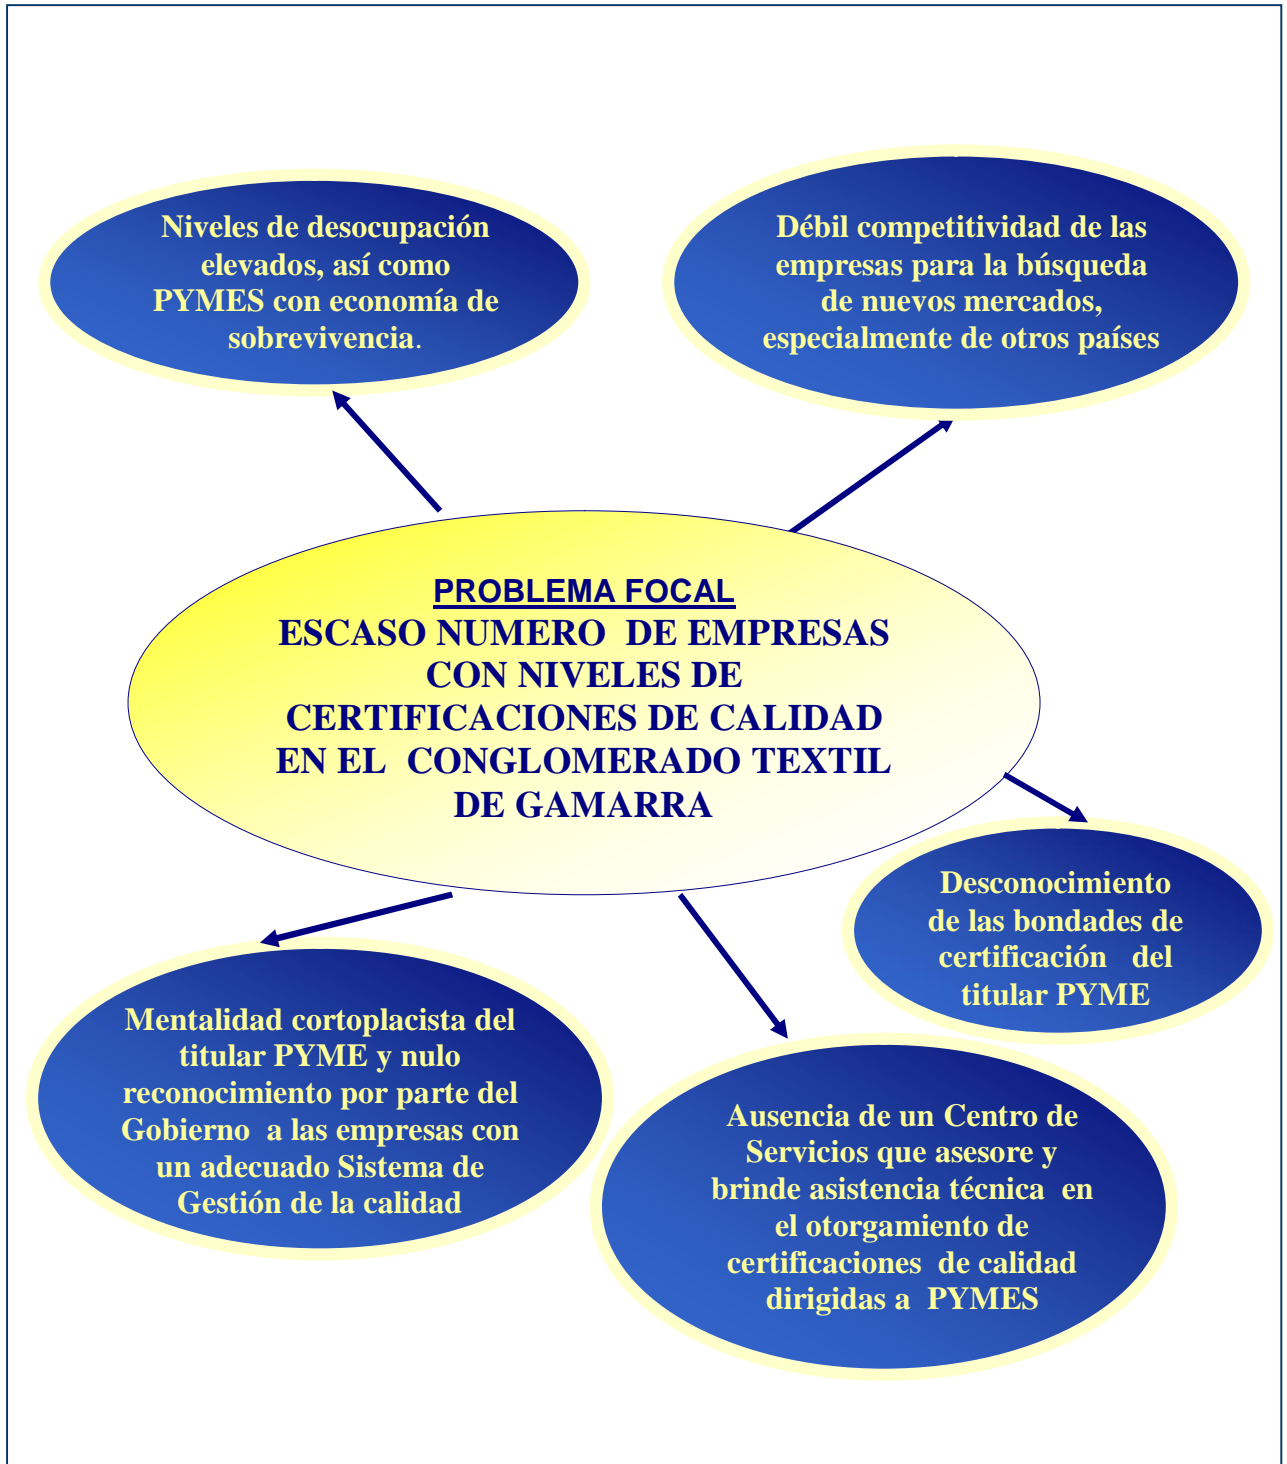 Niveles de desocupación
elevados, así como
PYMES con economía de
sobrevivencia.
Débil competitividad de las
empresas para la búsqueda
de nuevos mercados,
especialmente de otros países
PROBLEMA FOCAL
ESCASO NUMERO DE EMPRESAS
CON NIVELES DE
CERTIFICACIONES DE CALIDAD
EN EL CONGLOMERADO TEXTIL
DE GAMARRA
Desconocimiento
de las bondades de
certificación del
titular PYME
Mentalidad cortoplacista del
titular PYME y nulo
reconocimiento por parte del
Gobierno a las empresas con
un adecuado Sistema de
Gestión de la calidad
Ausencia de un Centro de
Servicios que asesore y
brinde asistencia técnica en
el otorgamiento de
certificaciones de calidad
dirigidas a PYMES